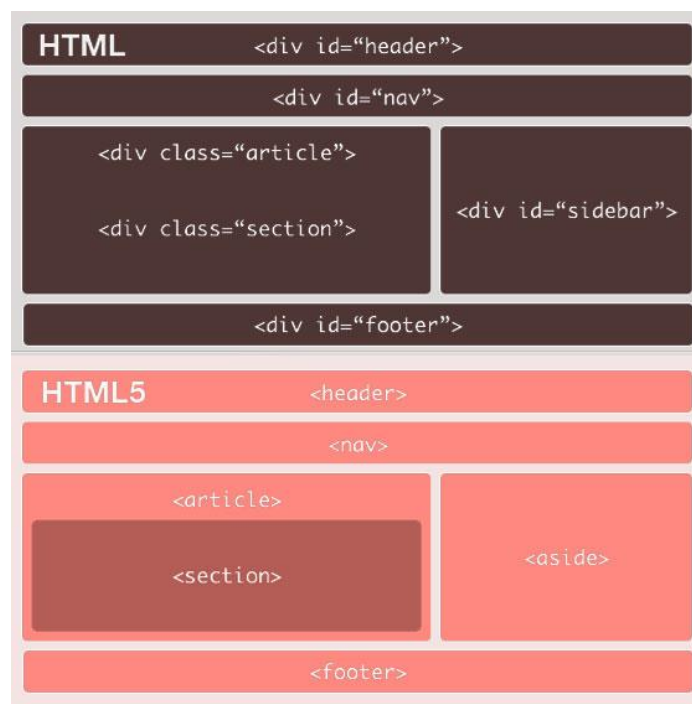 HTML <div id=“header”>
<div id=“nav”>
<div class=“article”>
<div class=“section”>
<div id=“sidebar”>
<div id=“footer”>
HTML5 <header>
<nav>
<article>
<section>
<aside>
<footer>